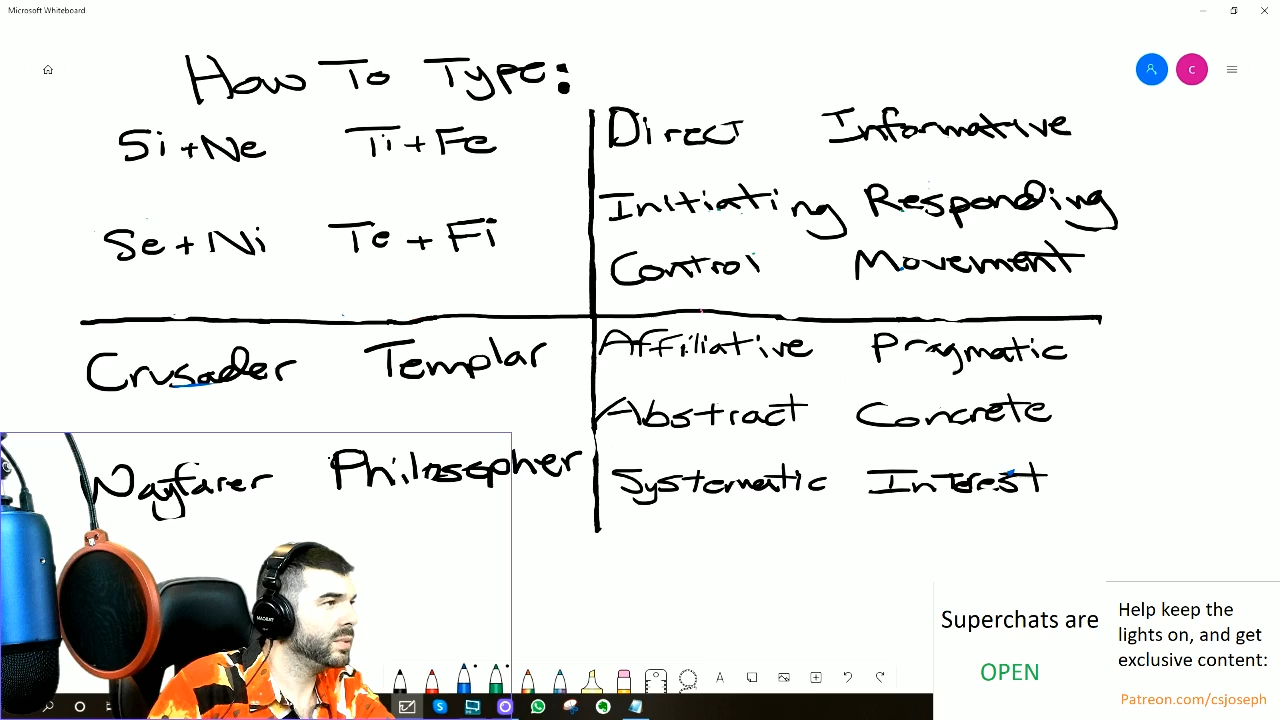 Microsoft Whiteboard
How To Type:
Si + Ne Ti + Fe
Se + Ni Te + Fi
Direct Informative
Initiating Responding
Control Movement
Crusader Templar
Wayfarer Philosopher
Affiliative Pragmatic
Abstract Concrete
Systematic Interest
C
MAONO
Superchats are
OPEN
Help keep the
lights on, and get
exclusive content:
Patreon.com/csjoseph